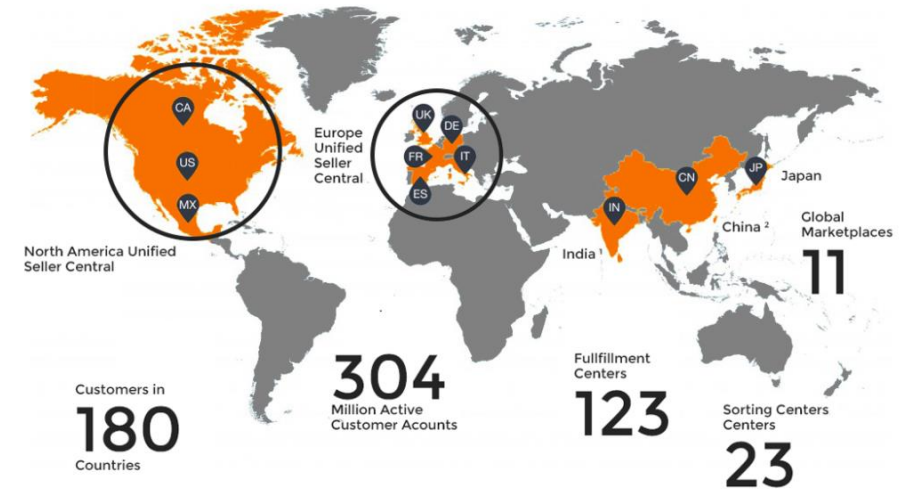 CA
US
MX
North America Unified
Seller Central
Europe
Unified
Seller
Central
UK
DE
FR
IT
ES
IN
CN
JP
Japan
India ¹
China ²
Global
Marketplaces
11
Customers in
180
Countries
304
Million Active
Customer Acounts
Fullfillment
Centers
123
Sorting Centers
Centers
23